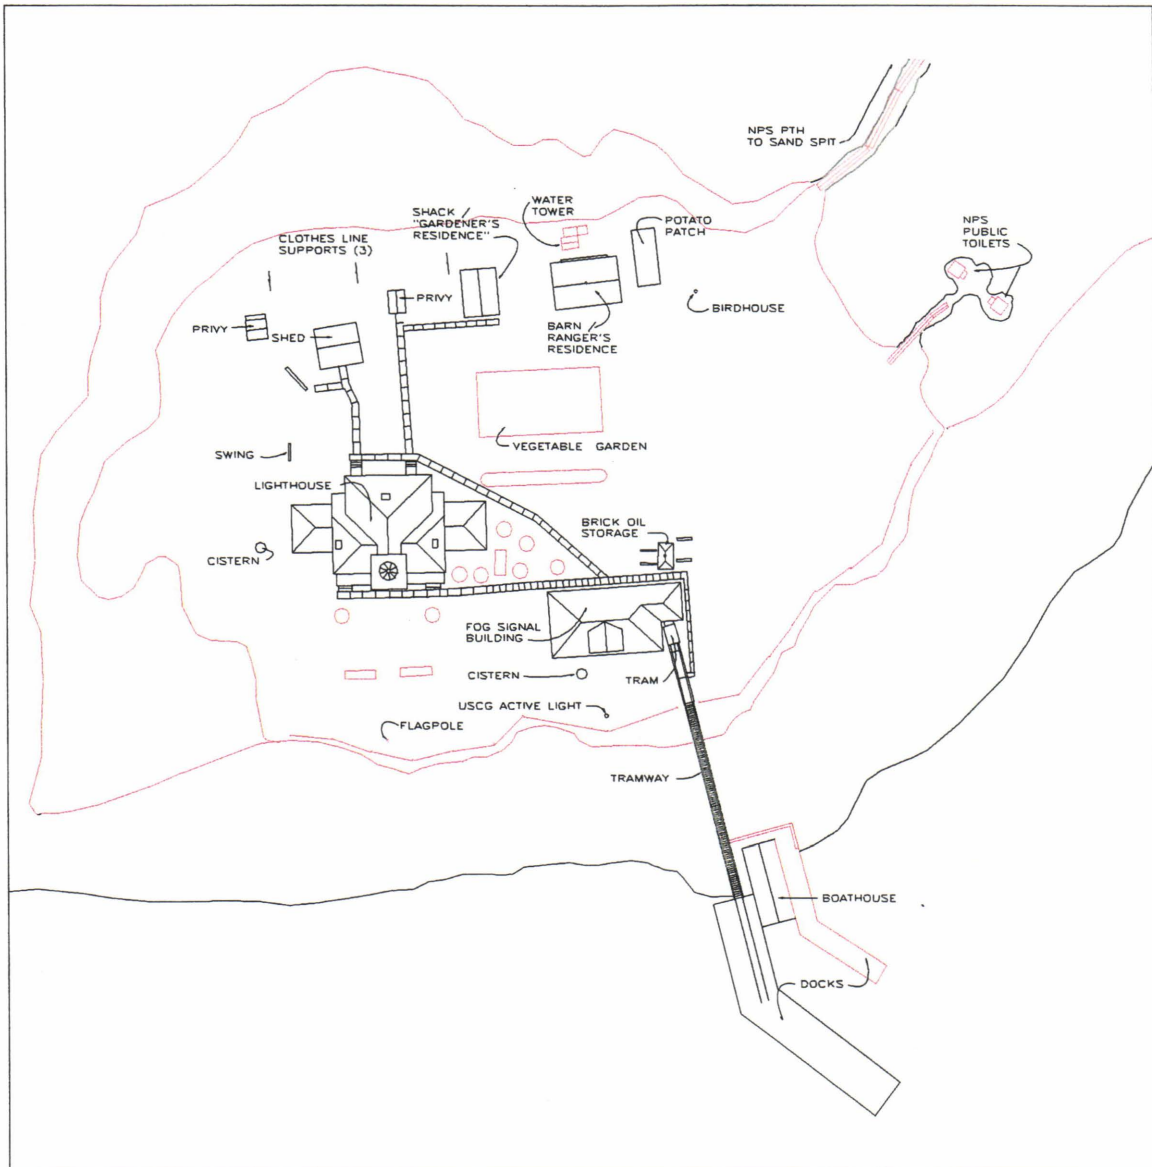 NPS PTH
TO SAND SPIT
WATER
TOWER
SHACK
"GARDENER'S
RESIDENCE"
POTATO
PATCH
NPS
PUBLIC
TOILETS
CLOTHES LINE
SUPPORTS (3)
PRIVY
BIRDHOUSE
PRIVY
SHED
BARN
RANGER'S
RESIDENCE
VEGETABLE GARDEN
SWING
LIGHTHOUSE
BRICK OIL
STORAGE
CISTERN
FOG SIGNAL
BUILDING
CISTERN
TRAM
USCG ACTIVE LIGHT
FLAGPOLE
TRAMWAY
BOATHOUSE
DOCKS